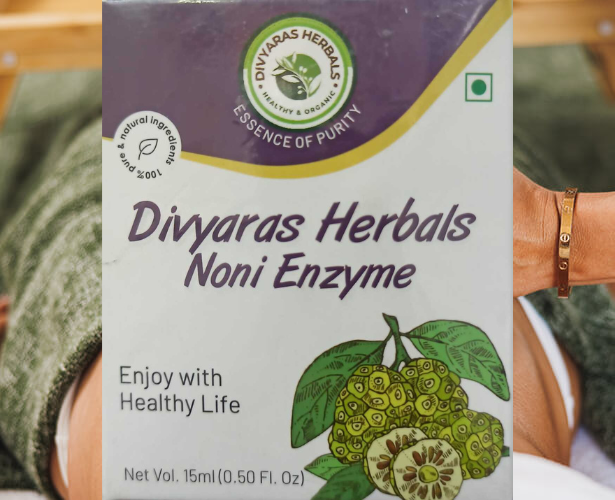 DIVYARAS HERBALS
HEALTHY & ORGANIC
ESSENCE OF PURITY
100% pure & natural ingredients
Divyaras Herbals
Noni Enzyme
Enjoy with
Healthy Life
Net Vol. 15ml (0.50 Fl. Oz)